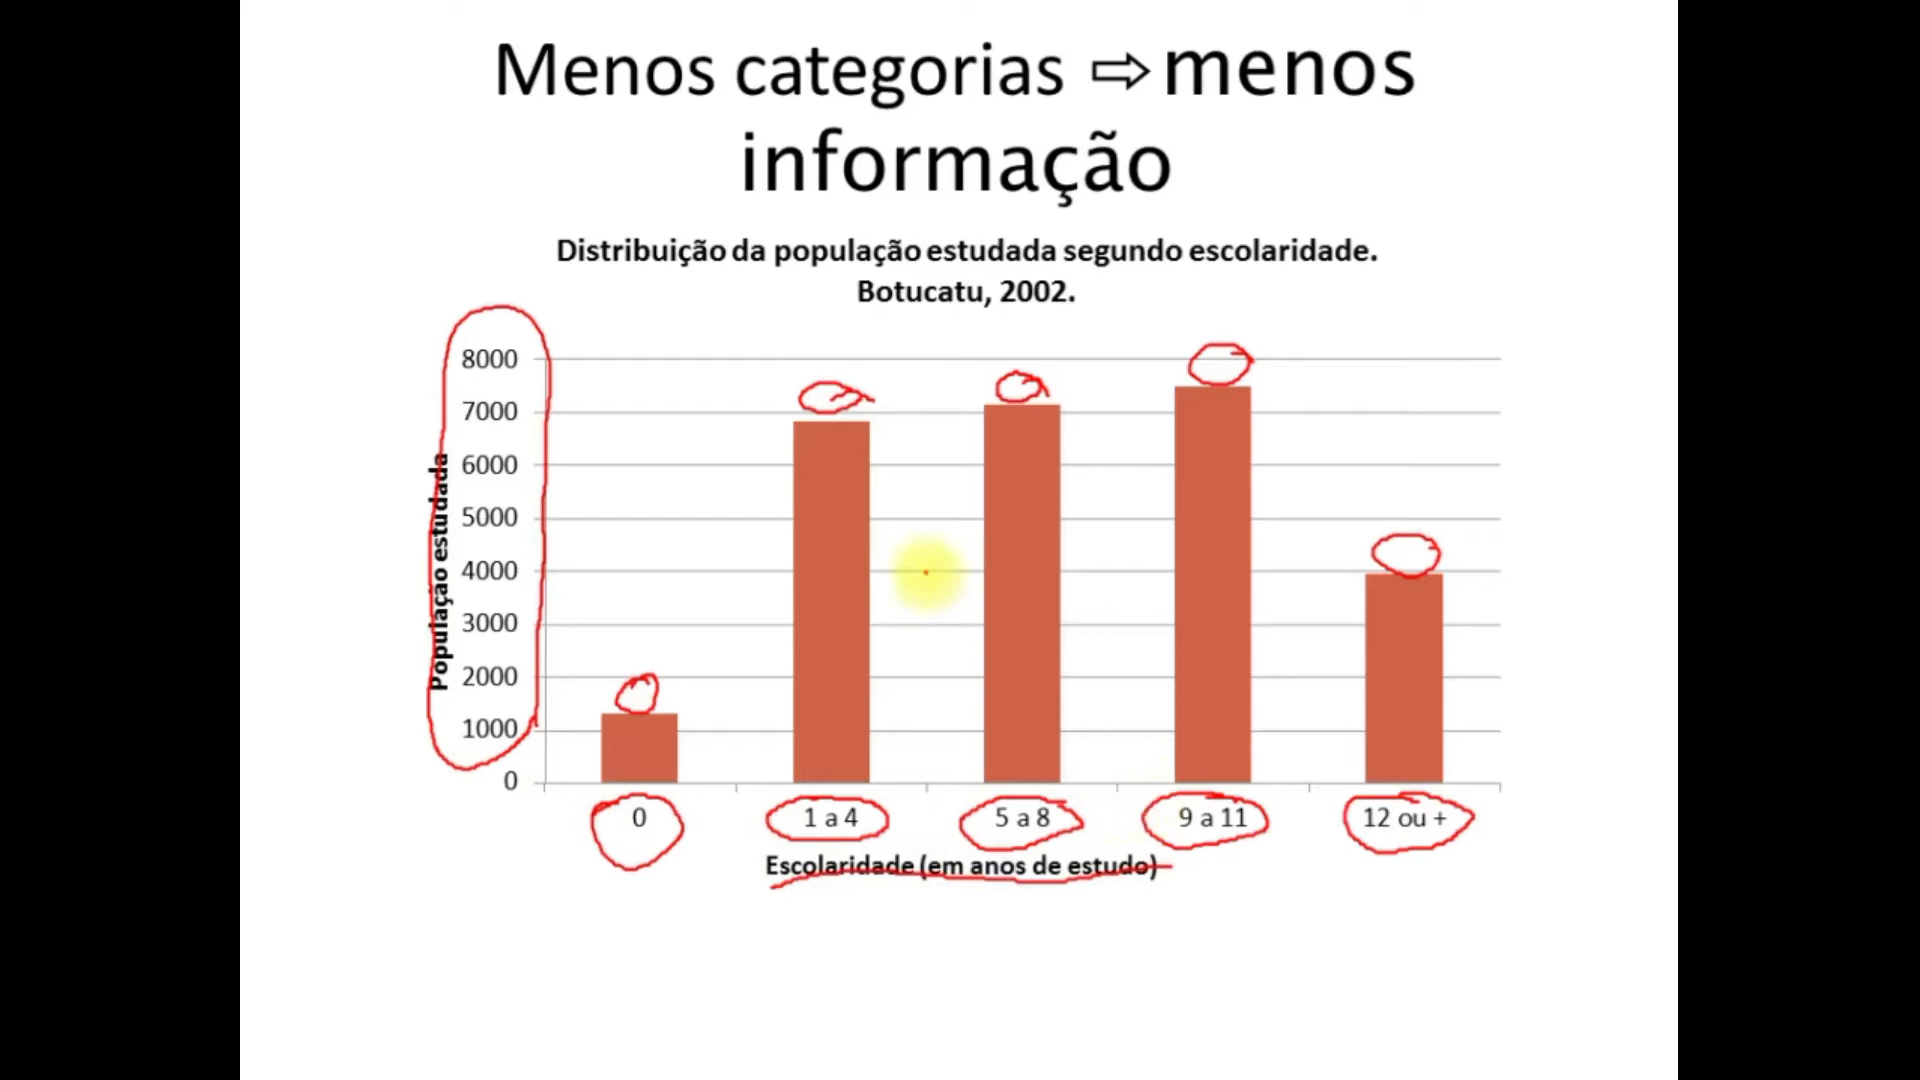 Menos categorias ⇨ menos
informação
Distribuição da população estudada segundo escolaridade.
Botucatu, 2002.
População estudada
8000
7000
6000
5000
4000
3000
2000
1000
0
0 1 a 4 5 a 8 9 a 11 12 ou +
Escolaridade (em anos de estudo)